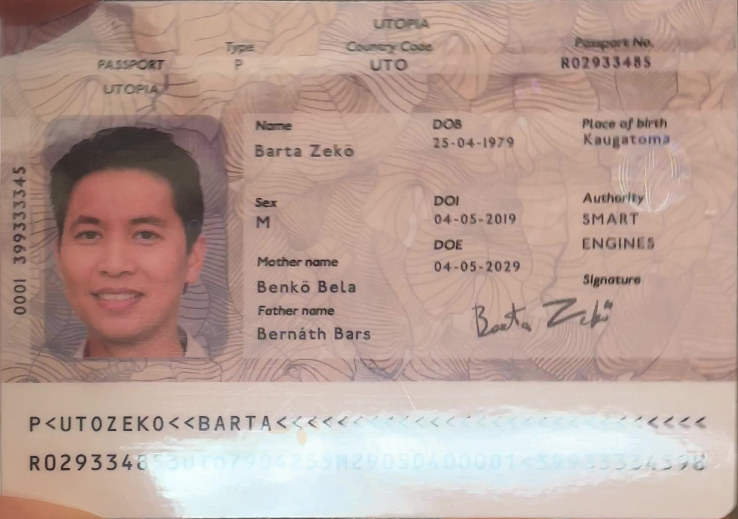 UTOPIA
PASSPORT Type Country Code Passport No.
UTOPIA P UTO R02933485
Name DOB Place of birth
Barta Zekö 25-04-1979 Kaugatoma
Sex DOI Authority
M 04-05-2019 SMART
DOE ENGINES
Mother name 04-05-2029 Signature
Benkö Bela
Father name
Bernáth Bars
Barta Zekö
0001 399333345
P<UTOZEKO<<BARTA<<<<<<<<<<<<<<<<<<<<<<<<<<<<